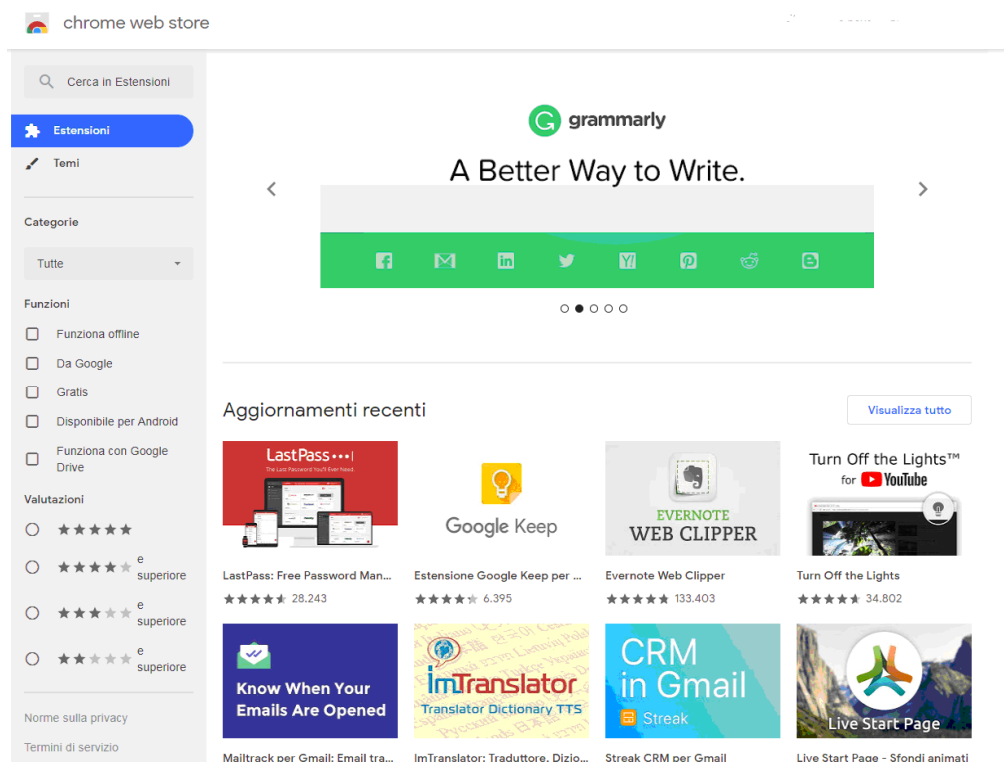 chrome web store
Cerca in Estensioni
Estensioni
Temi
Categorie
Tutte
Funzioni
Funziona offline
Da Google
Gratis
Disponibile per Android
Funziona con Google
Drive
Valutazioni
e
superiore
e
superiore
e
superiore
Norme sulla privacy
Termini di servizio
grammarly
A Better Way to Write.
Aggiornamenti recenti
Visualizza tutto
LastPass
The Last Password You'll Ever Need.
LastPass: Free Password Man...
28.243
Google Keep
Estensione Google Keep per ...
6.395
EVERNOTE
WEB CLIPPER
Evernote Web Clipper
133.403
Turn Off the Lights™
for YouTube
Turn Off the Lights
34.802
Know When Your
Emails Are Opened
Mailtrack per Gmail: Email tra...
ImTranslator
Translator Dictionary TTS
ImTranslator: Traduttore, Dizio...
CRM
in Gmail
Streak
Streak CRM per Gmail
Live Start Page
Live Start Page - Sfondi animati